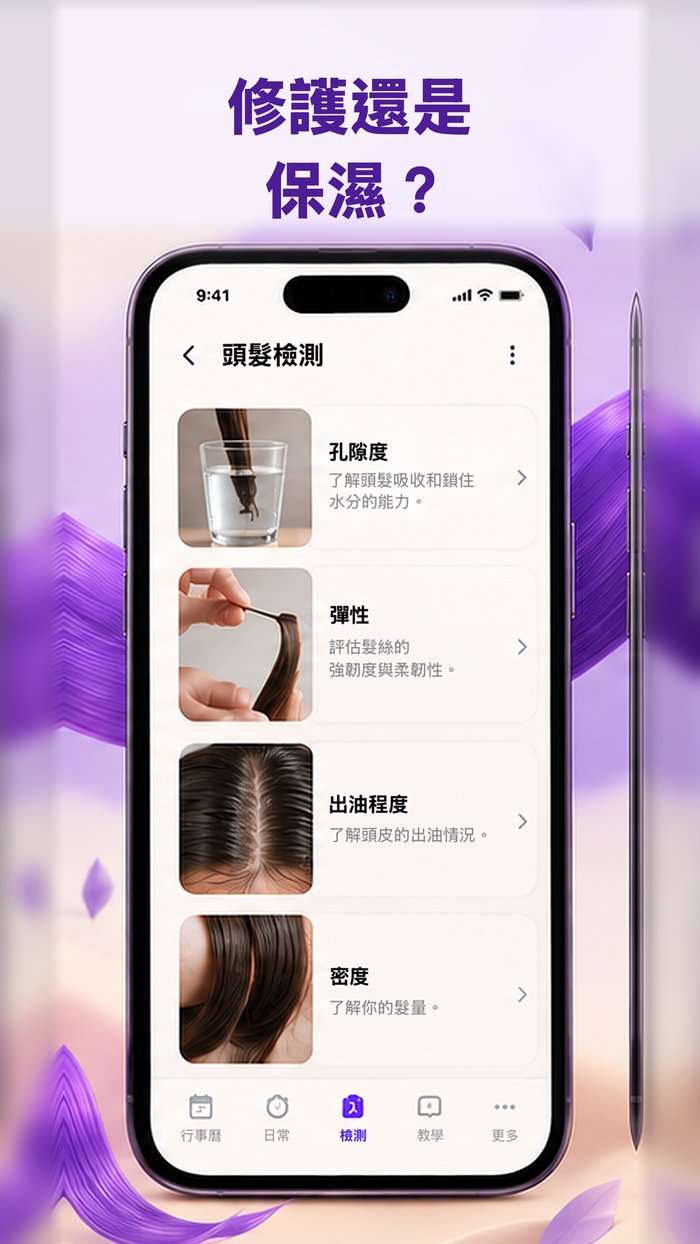 修護還是
保濕？
9:41
頭髮檢測
孔隙度
了解頭髮吸收和鎖住
水分的能力。
彈性
評估髮絲的
強韌度與柔韌性。
出油程度
了解頭皮的出油情況。
密度
了解你的髮量。
行事曆
日常
檢測
教學
更多